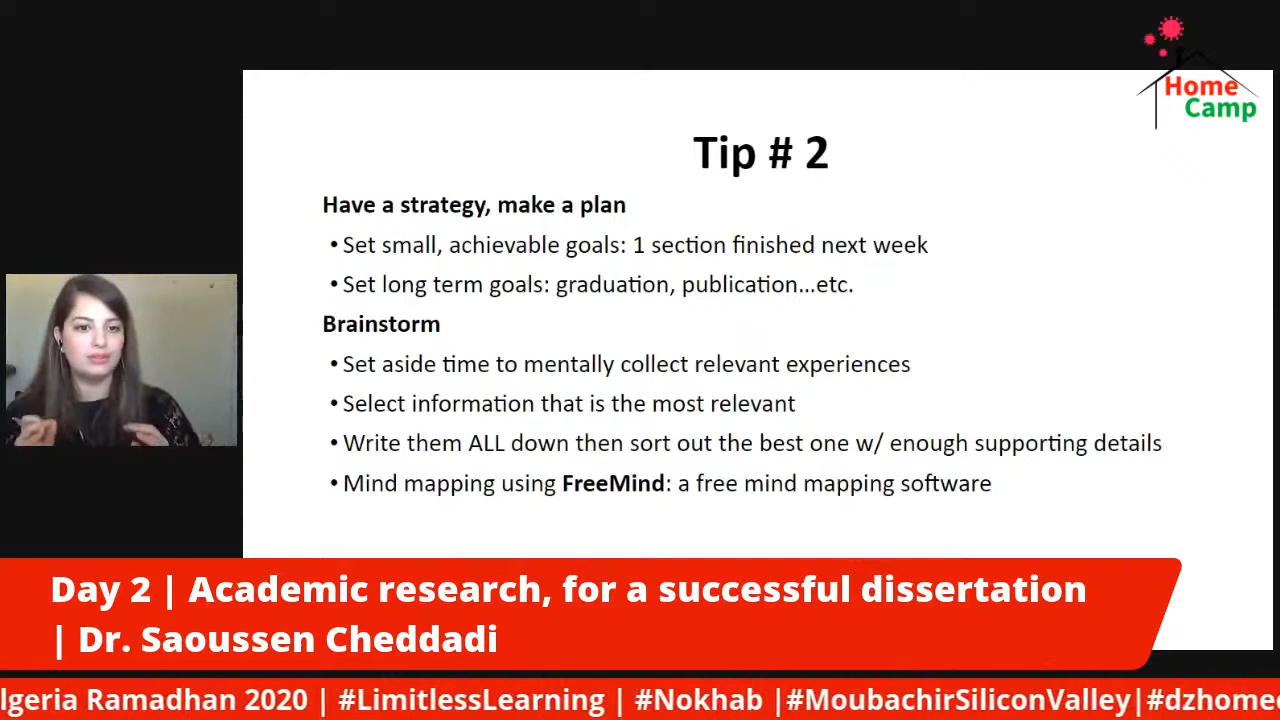 Home
Camp
Tip # 2
Have a strategy, make a plan
• Set small, achievable goals: 1 section finished next week
• Set long term goals: graduation, publication…etc.
Brainstorm
• Set aside time to mentally collect relevant experiences
• Select information that is the most relevant
• Write them ALL down then sort out the best one w/ enough supporting details
• Mind mapping using FreeMind: a free mind mapping software
Day 2 | Academic research, for a successful dissertation
| Dr. Saoussen Cheddadi
lgeria Ramadhan 2020 | #LimitlessLearning | #Nokhab |#MoubachirSiliconValley|#dzhome